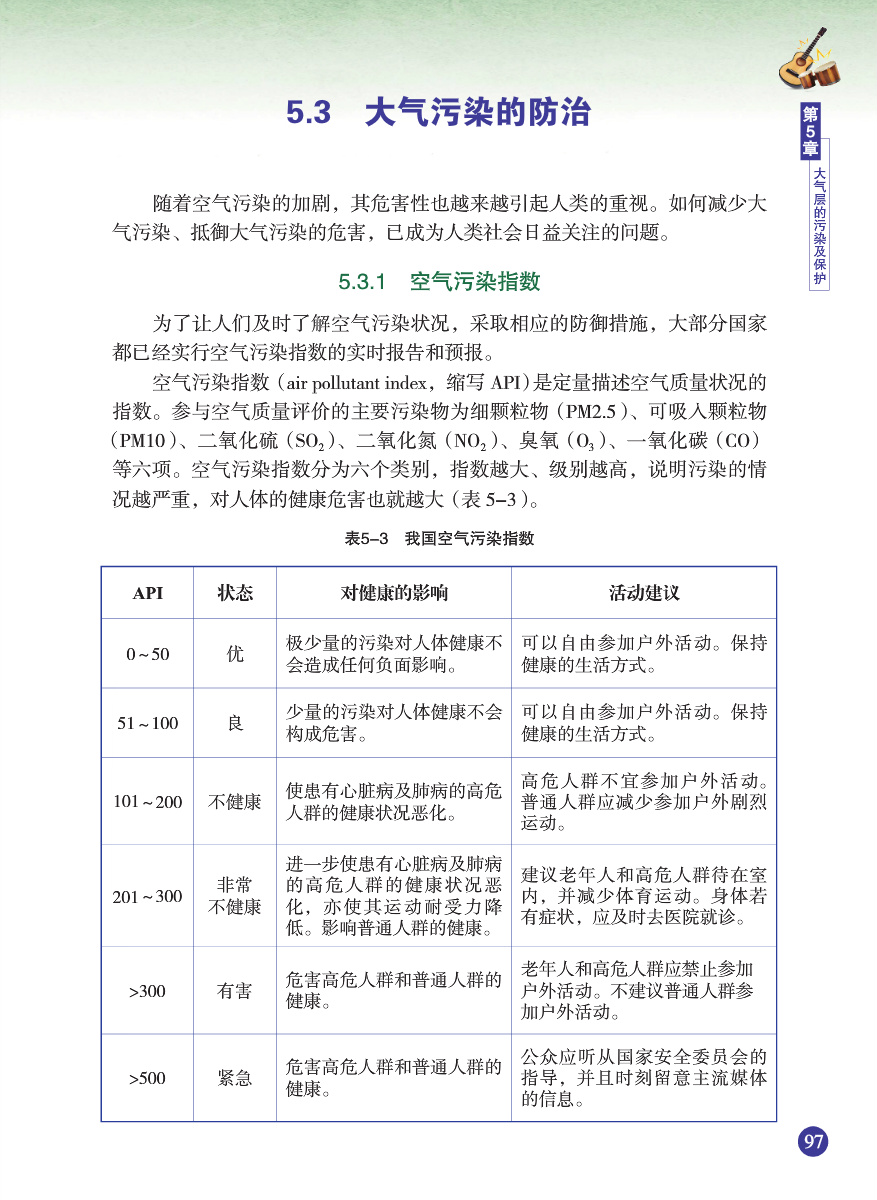 5.3 大气污染的防治
第5章
大气层的污染及保护
随着空气污染的加剧，其危害性也越来越引起人类的重视。如何减少大
气污染、抵御大气污染的危害，已成为人类社会日益关注的问题。
5.3.1 空气污染指数
为了让人们及时了解空气污染状况，采取相应的防御措施，大部分国家
都已经实行空气污染指数的实时报告和预报。
空气污染指数（air pollutant index，缩写 API）是定量描述空气质量状况的
指数。参与空气质量评价的主要污染物为细颗粒物（PM2.5）、可吸入颗粒物
（PM10）、二氧化硫（SO₂）、二氧化氮（NO₂）、臭氧（O₃）、一氧化碳（CO）
等六项。空气污染指数分为六个类别，指数越大、级别越高，说明污染的情
况越严重，对人体的健康危害也就越大（表 5–3）。
表5–3 我国空气污染指数
API 状态 对健康的影响 活动建议
0～50
优
极少量的污染对人体健康不
会造成任何负面影响。
可以自由参加户外活动。保持
健康的生活方式。
51～100
良
少量的污染对人体健康不会
构成危害。
可以自由参加户外活动。保持
健康的生活方式。
101～200
不健康
使患有心脏病及肺病的高危
人群的健康状况恶化。
高危人群不宜参加户外活动。
普通人群应减少参加户外剧烈
运动。
201～300
非常
不健康
进一步使患有心脏病及肺病
的高危人群的健康状况恶
化，亦使其运动耐受力降
低。影响普通人群的健康。
建议老年人和高危人群待在室
内，并减少体育运动。身体若
有症状，应及时去医院就诊。
>300
有害
危害高危人群和普通人群的
健康。
老年人和高危人群应禁止参加
户外活动。不建议普通人群参
加户外活动。
>500
紧急
危害高危人群和普通人群的
健康。
公众应听从国家安全委员会的
指导，并且时刻留意主流媒体
的信息。
97